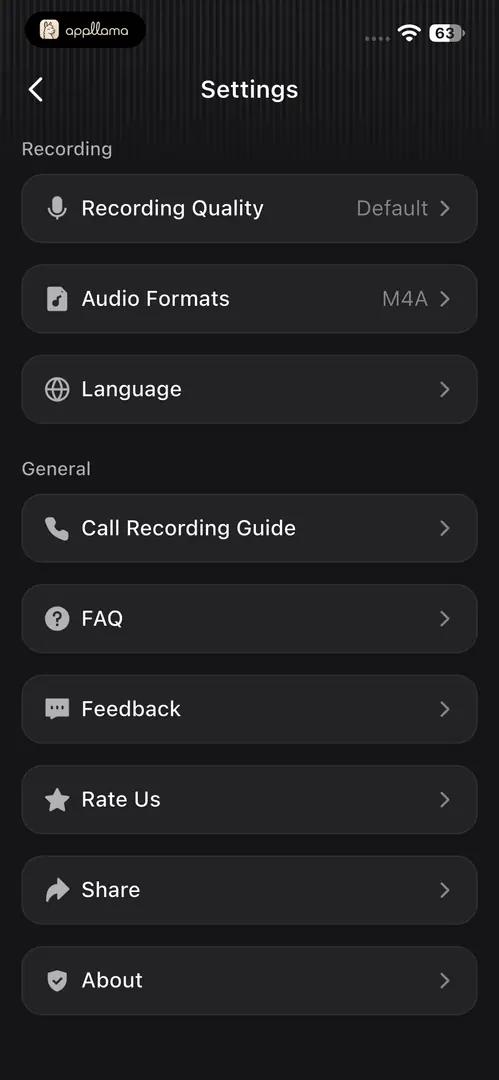 appllama
63
Settings
Recording
Recording Quality Default
Audio Formats M4A
Language
General
Call Recording Guide
FAQ
Feedback
Rate Us
Share
About